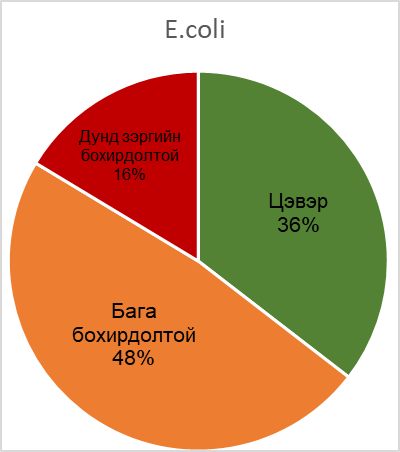 E.coli
Дунд зэргийн
бохирдолтой
16%
Цэвэр
36%
Бага
бохирдолтой
48%